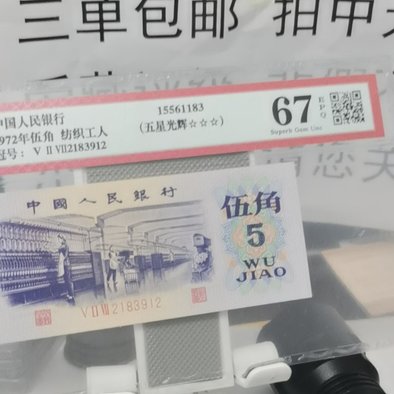 三单包邮 拍中
中国人民银行
1972年伍角 纺织工人
冠号: V II VII2183912
15561183
(五星光辉☆☆☆)
67 EPQ
Superb Gem Unc
中國人民銀行
伍角
5
WU
JIAO
V II VII 2183912